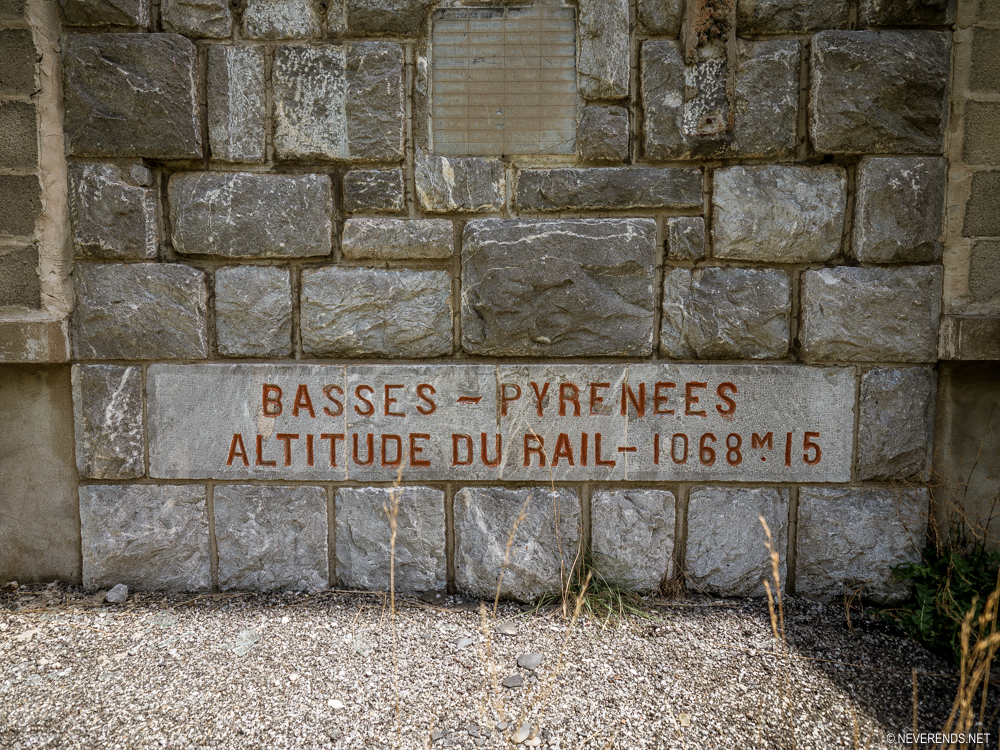 BASSES - PYRENEES
ALTITUDE DU RAIL-1068M.15
© NEVERENDS.NET